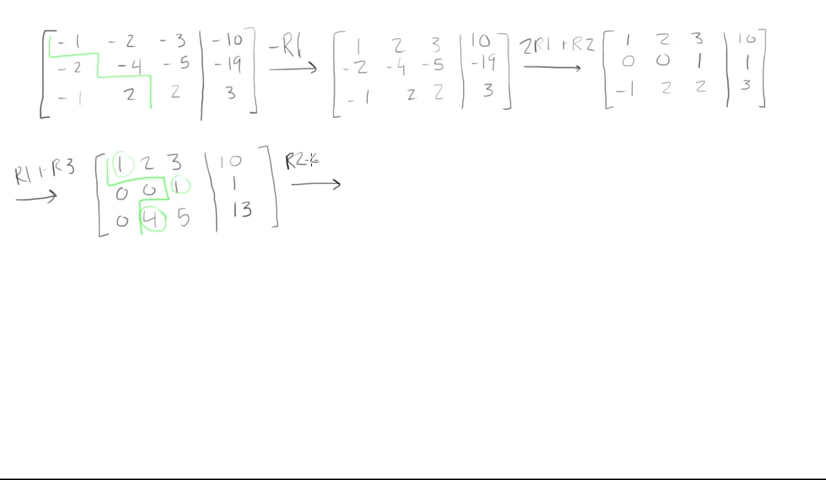 -1 -2 -3 | -10 -R1 1 2 3 | 10 2R1+R2 1 2 3 | 10
-2 -4 -5 | -19 → -2 -4 -5 | -19 → 0 0 1 | 1
-1 2 2 | 3 -1 2 2 | 3 -1 2 2 | 3
R1+R3 1 2 3 | 10 R2
→ 0 0 1 | 1 →
0 4 5 | 13